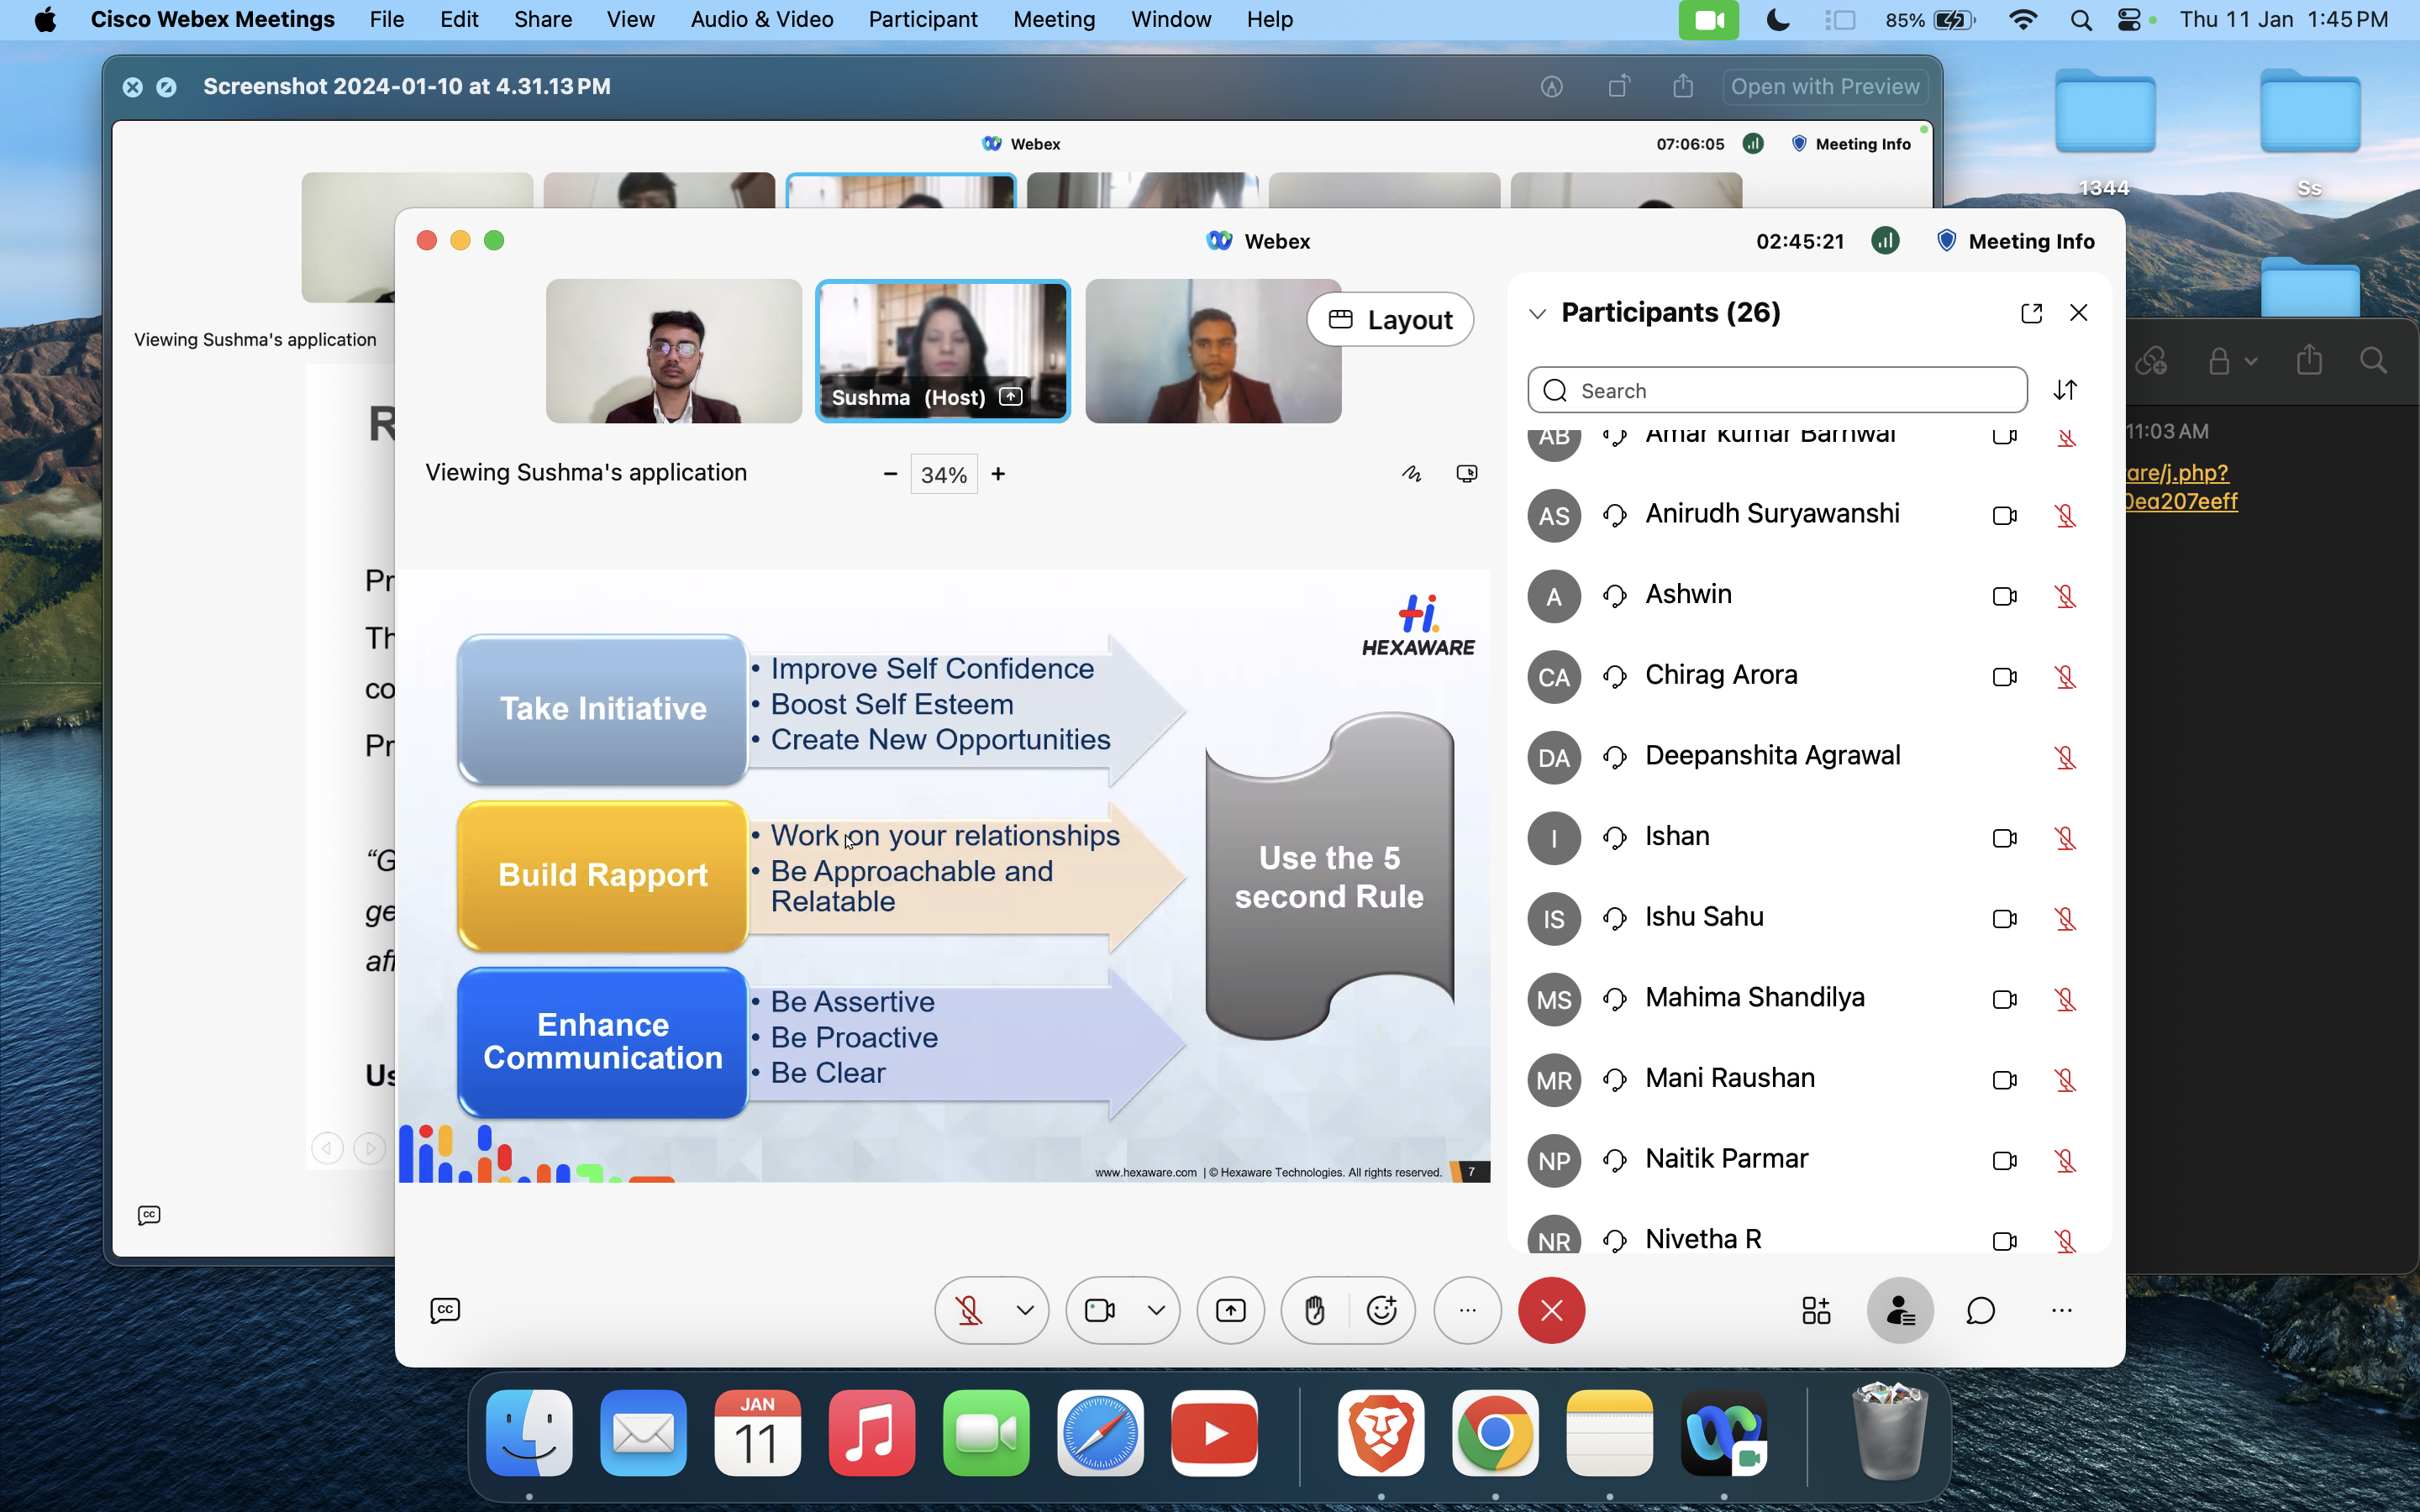 Cisco Webex Meetings File Edit Share View Audio & Video Participant Meeting Window Help 85% Thu 11 Jan 1:45 PM
Screenshot 2024-01-10 at 4.31.13 PM
Open with Preview
Webex
07:06:05
Meeting Info
1344
Ss
Viewing Sushma's application
R
Pr
Th
co
Pr
“G
ge
Us
CC
11:03 AM
are/j.php?
0ea207eeff
Webex
02:45:21
Meeting Info
Sushma (Host)
Layout
Viewing Sushma's application
34%
HEXAWARE
Take Initiative
• Improve Self Confidence
• Boost Self Esteem
• Create New Opportunities
Build Rapport
• Work on your relationships
• Be Approachable and
Relatable
Enhance
Communication
• Be Assertive
• Be Proactive
• Be Clear
Use the 5
second Rule
www.hexaware.com | © Hexaware Technologies. All rights reserved.
7
Participants (26)
Search
AB Amar kumar Barnwal
AS Anirudh Suryawanshi
A Ashwin
CA Chirag Arora
DA Deepanshita Agrawal
I Ishan
IS Ishu Sahu
MS Mahima Shandilya
MR Mani Raushan
NP Naitik Parmar
NR Nivetha R
CC
JAN
11